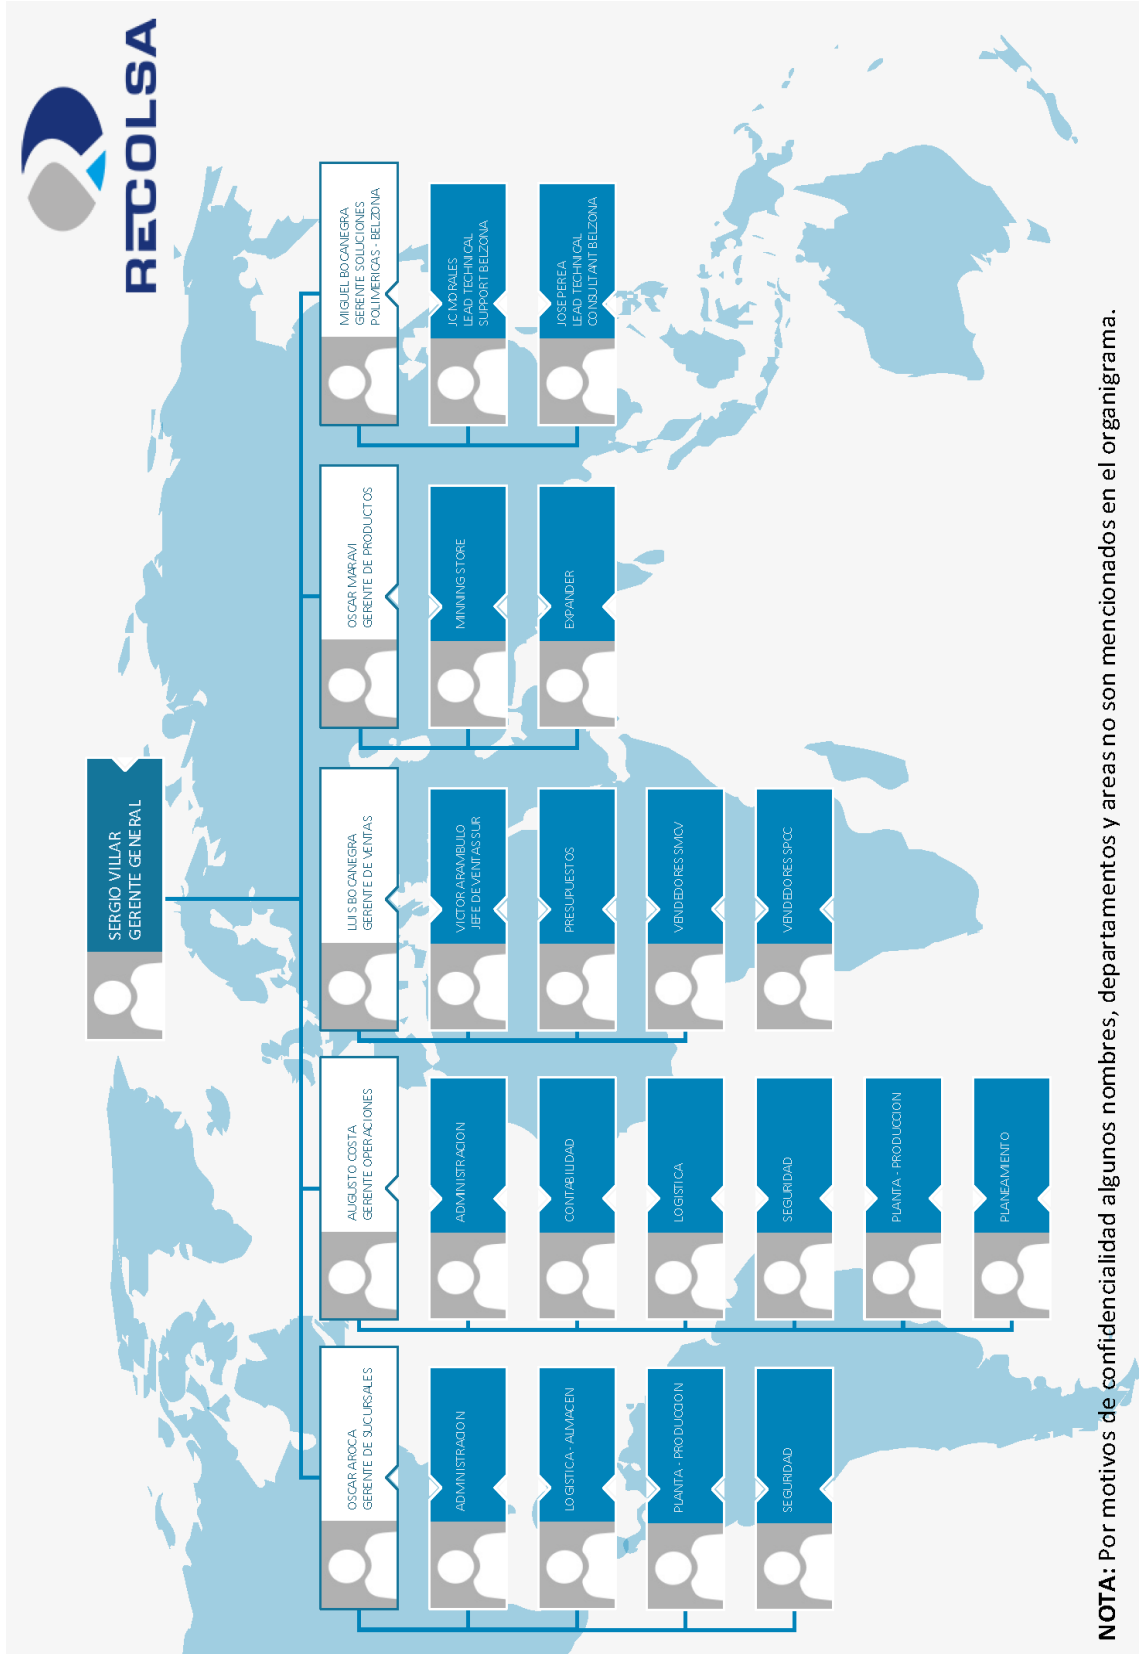 RECOLSA
SERGIO VILLAR
GERENTE GENERAL
OSCAR AROCA
GERENTE DE SUCURSALES
ADMINISTRACION
LOGISTICA - ALMACEN
PLANTA - PRODUCCION
SEGURIDAD
AUGUSTO COSTA
GERENTE OPERACIONES
ADMINISTRACION
CONTABILIDAD
LOGISTICA
SEGURIDAD
PLANTA - PRODUCCION
PLANEAMIENTO
LUIS BOCANEGRA
GERENTE DE VENTAS
VICTOR ARAMBULO
JEFE DE VENTAS SUR
PRESUPUESTOS
VENDEDORES SMCV
VENDEDORES SPCC
OSCAR MARAVI
GERENTE DE PRODUCTOS
MINNING STORE
EXPANDER
MIGUEL BOCANEGRA
GERENTE SOLUCIONES
POLIMERICAS - BELZONA
JC MORALES
LEAD TECHNICAL
SUPPORT BELZONA
JOSE PEREA
LEAD TECHNICAL
CONSULTANT BELZONA
NOTA: Por motivos de confidencialidad algunos nombres, departamentos y areas no son mencionados en el organigrama.